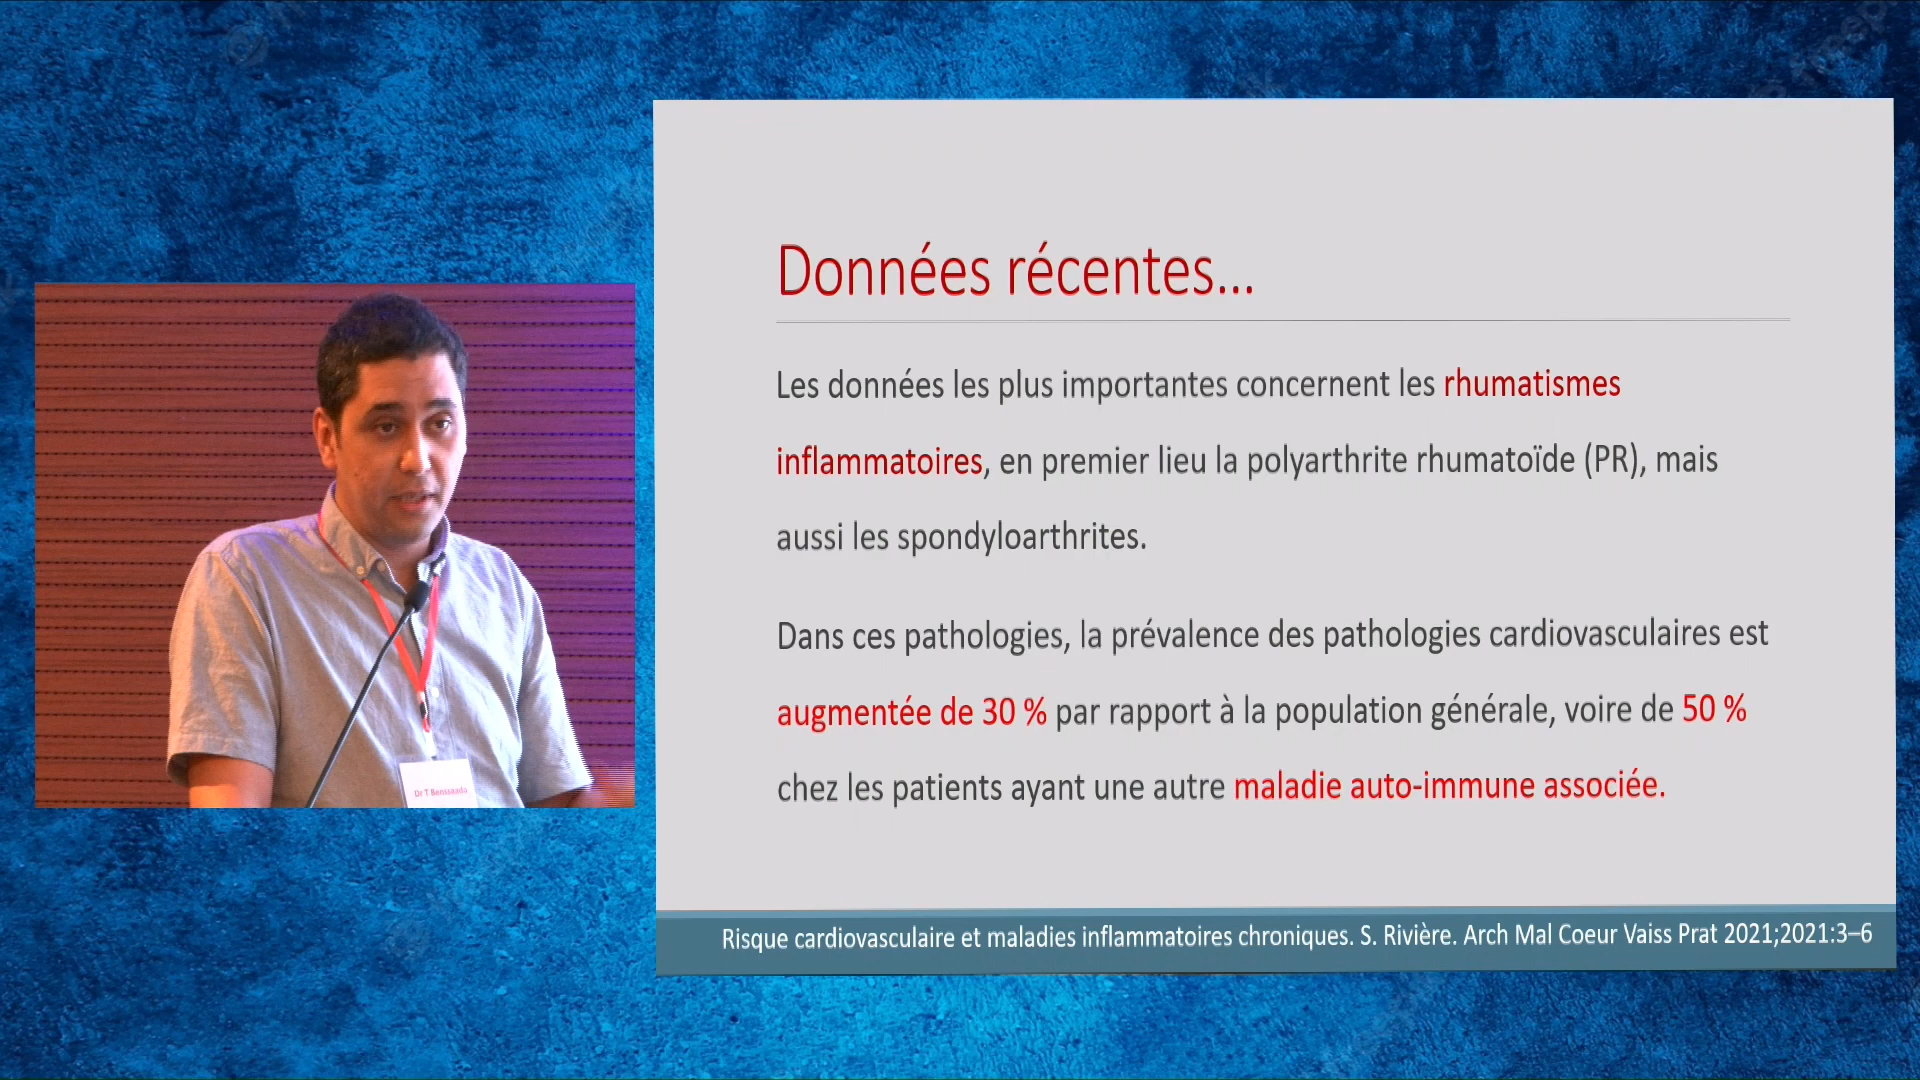 Données récentes...
Les données les plus importantes concernent les rhumatismes
inflammatoires, en premier lieu la polyarthrite rhumatoïde (PR), mais
aussi les spondyloarthrites.
Dans ces pathologies, la prévalence des pathologies cardiovasculaires est
augmentée de 30 % par rapport à la population générale, voire de 50 %
chez les patients ayant une autre maladie auto-immune associée.
Risque cardiovasculaire et maladies inflammatoires chroniques. S. Rivière. Arch Mal Coeur Vaiss Prat 2021;2021:3–6
Dr T Benssaada